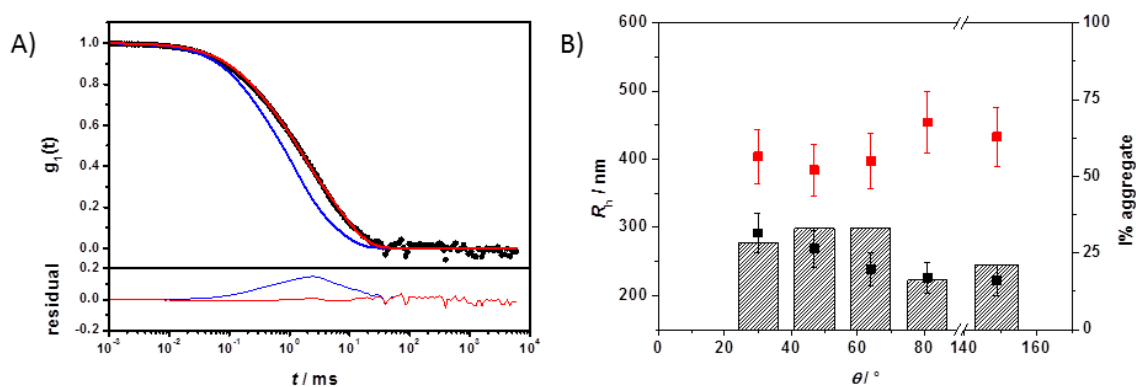 A)
g₁(t)
1.0
0.8
0.6
0.4
0.2
0.0
residual
0.2
0.0
-0.2
10⁻³ 10⁻² 10⁻¹ 10⁰ 10¹ 10² 10³ 10⁴
t / ms
B)
Rₕ / nm
600
500
400
300
200
100
75
50
25
0
I% aggregate
0 20 40 60 80 140 160
θ / °